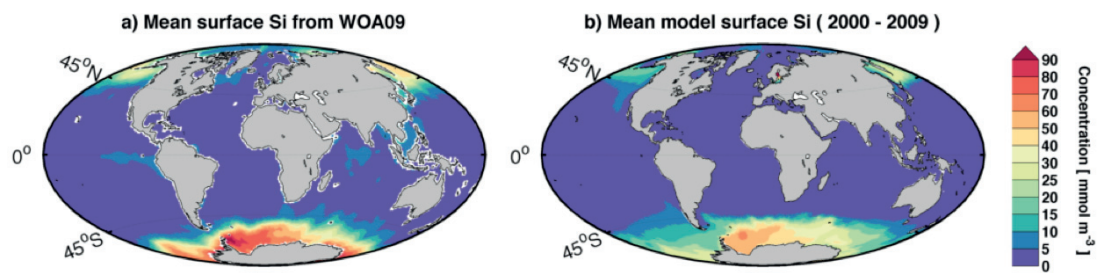 a) Mean surface Si from WOA09
b) Mean model surface Si ( 2000 - 2009 )
45°N
0°
45°S
45°N
0°
45°S
90
80
70
60
50
40
30
25
20
15
10
5
0
Concentration [ mmol m⁻³ ]